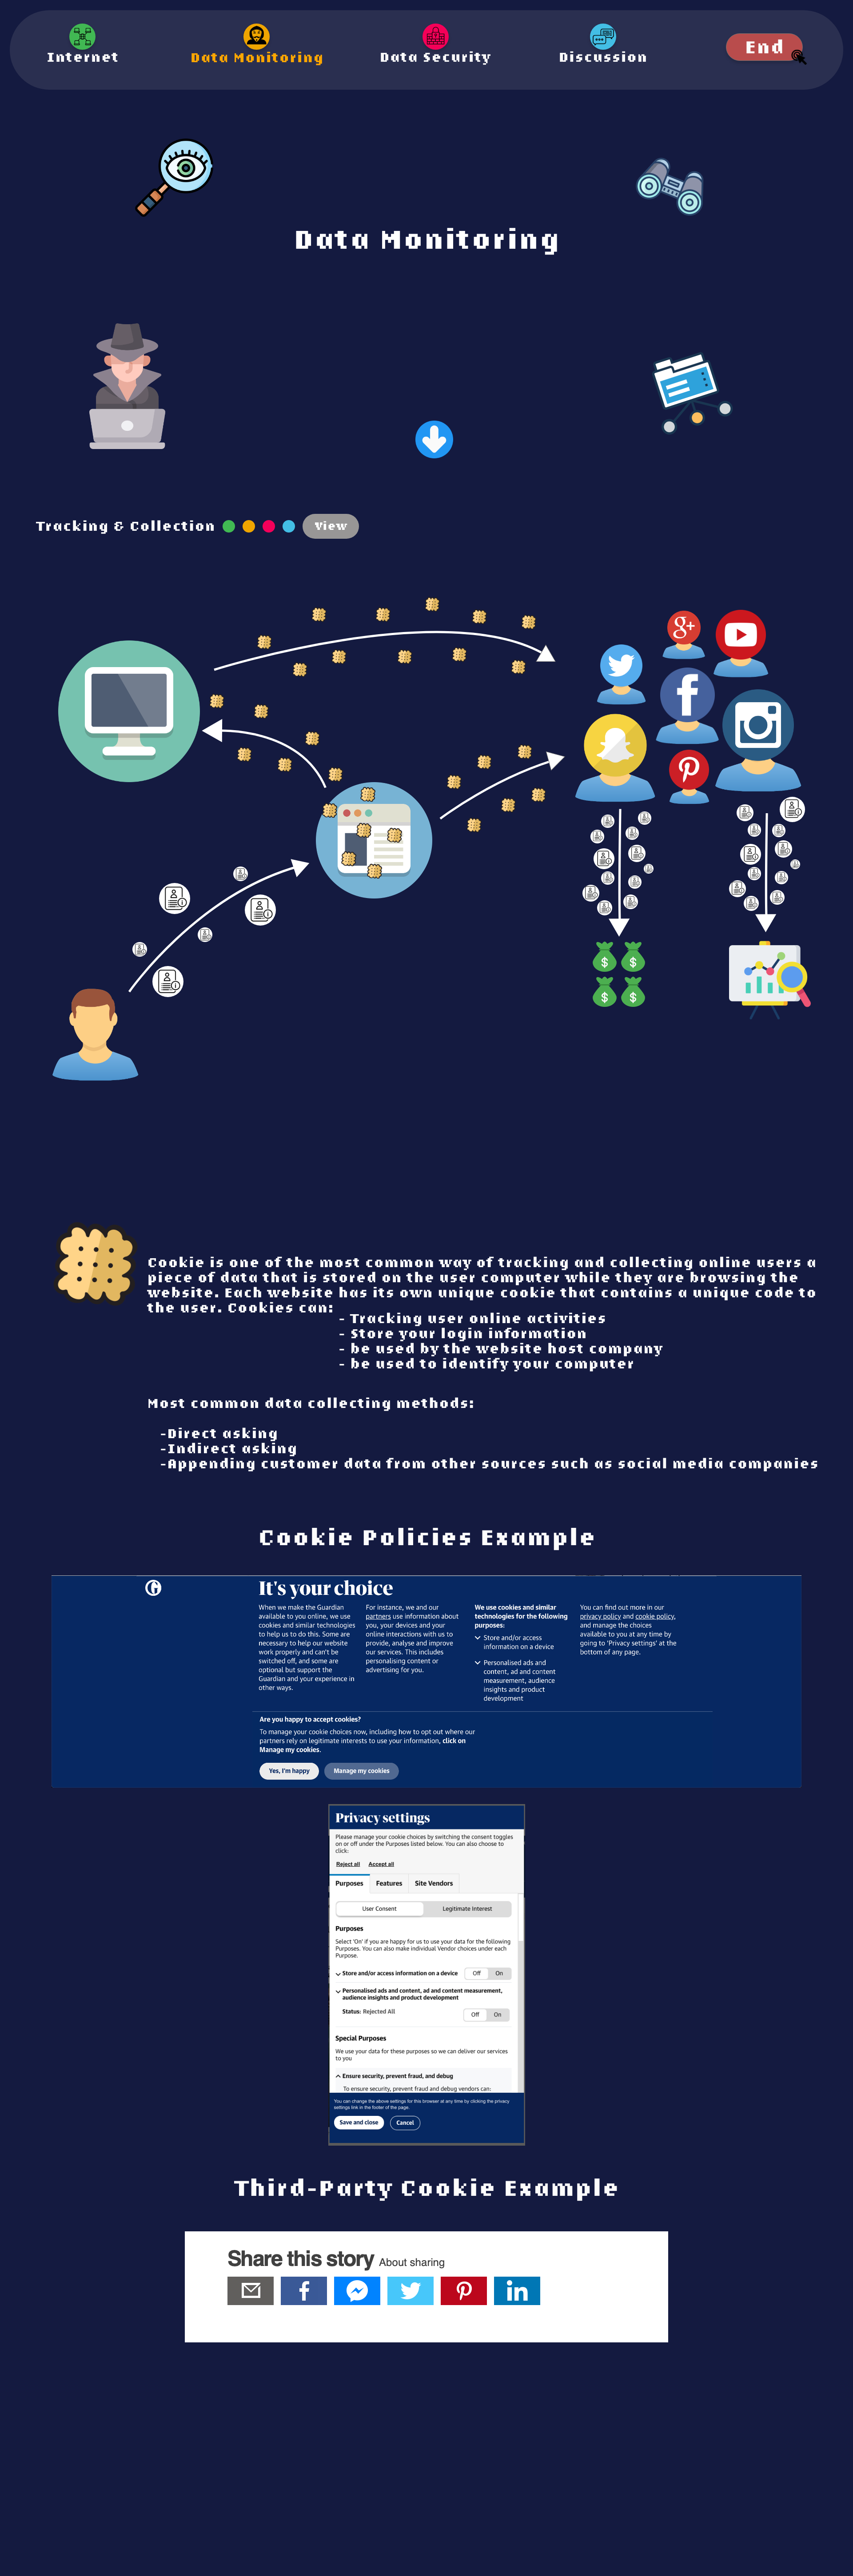 Internet
Data Monitoring
Data Security
Discussion
End
Data Monitoring
Tracking & Collection
View
g+
f
$ $
$ $
Cookie is one of the most common way of tracking and collecting online users a
piece of data that is stored on the user computer while they are browsing the
website. Each website has its own unique cookie that contains a unique code to
the user. Cookies can:
- Tracking user online activities
- Store your login information
- be used by the website host company
- be used to identify your computer
Most common data collecting methods:
-Direct asking
-Indirect asking
-Appending customer data from other sources such as social media companies
Cookie Policies Example
It's your choice
When we make the Guardian
available to you online, we use
cookies and similar technologies
to help us to do this. Some are
necessary to help our website
work properly and can't be
switched off, and some are
optional but support the
Guardian and your experience in
other ways.
For instance, we and our
partners use information about
you, your devices and your
online interactions with us to
provide, analyse and improve
our services. This includes
personalising content or
advertising for you.
We use cookies and similar
technologies for the following
purposes:
Store and/or access
information on a device
Personalised ads and
content, ad and content
measurement, audience
insights and product
development
You can find out more in our
privacy policy and cookie policy,
and manage the choices
available to you at any time by
going to 'Privacy settings' at the
bottom of any page.
Are you happy to accept cookies?
To manage your cookie choices now, including how to opt out where our
partners rely on legitimate interests to use your information, click on
Manage my cookies.
Yes, I'm happy
Manage my cookies
Privacy settings
Please manage your cookie choices by switching the consent toggles
on or off under the Purposes listed below. You can also choose to
click:
Reject all Accept all
Purposes Features Site Vendors
User Consent Legitimate Interest
Purposes
Select 'On' if you are happy for us to use your data for the following
Purposes. You can also make individual Vendor choices under each
Purpose.
Store and/or access information on a device Off On
Personalised ads and content, ad and content measurement,
audience insights and product development
Status: Rejected All Off On
Special Purposes
We use your data for these purposes so we can deliver our services
to you
Ensure security, prevent fraud, and debug
To ensure security, prevent fraud and debug vendors can:
You can change the above settings for this browser at any time by clicking the privacy
settings link in the footer of the page.
Save and close Cancel
Third-Party Cookie Example
Share this story About sharing
f
in